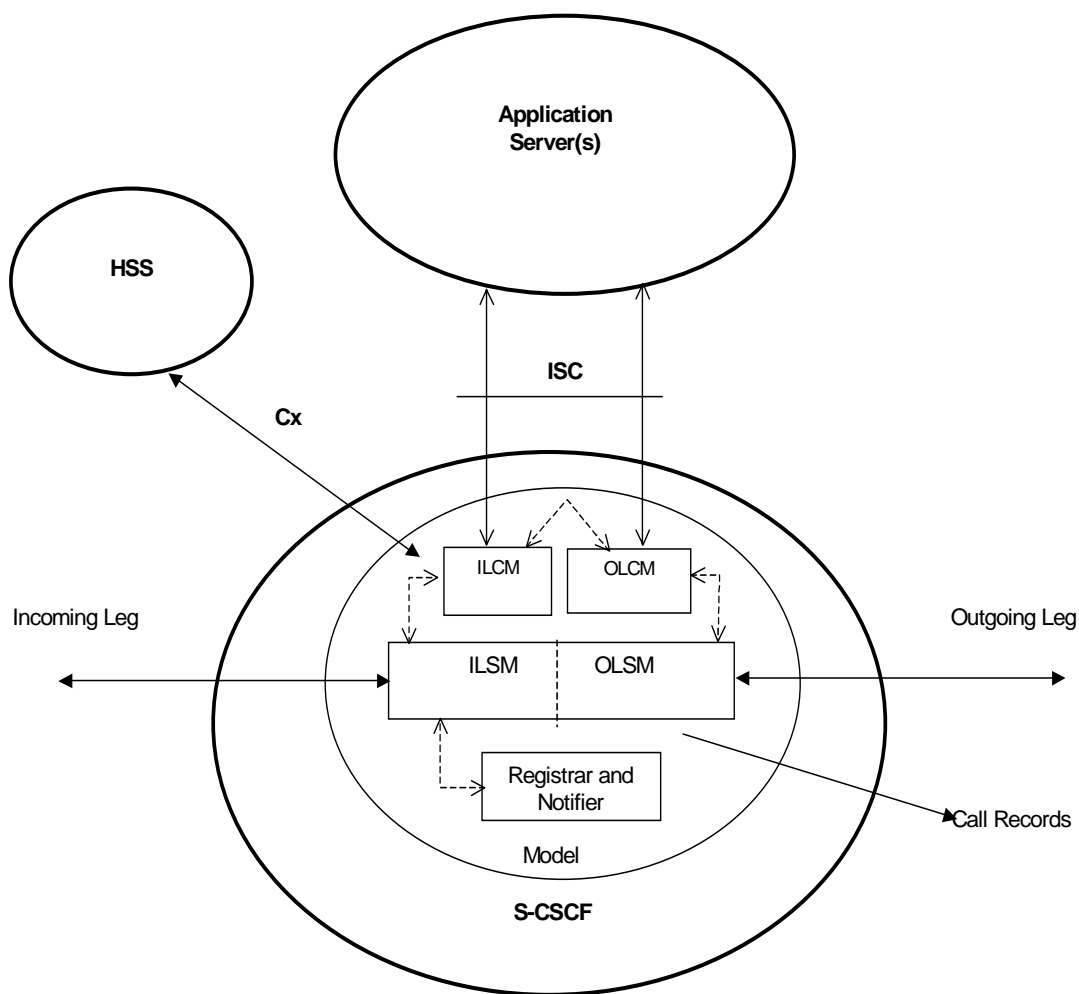 Application
Server(s)
HSS
ISC
Cx
ILCM
OLCM
Incoming Leg
Outgoing Leg
ILSM
OLSM
Registrar and
Notifier
Call Records
Model
S-CSCF